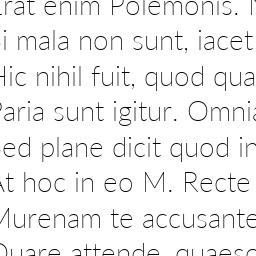 erat enim Polemonis.
si mala non sunt, iacet
Hic nihil fuit, quod qua
Paria sunt igitur. Omnia
Sed plane dicit quod in
At hoc in eo M. Recte
Murenam te accusante
Quare attende, quaeso